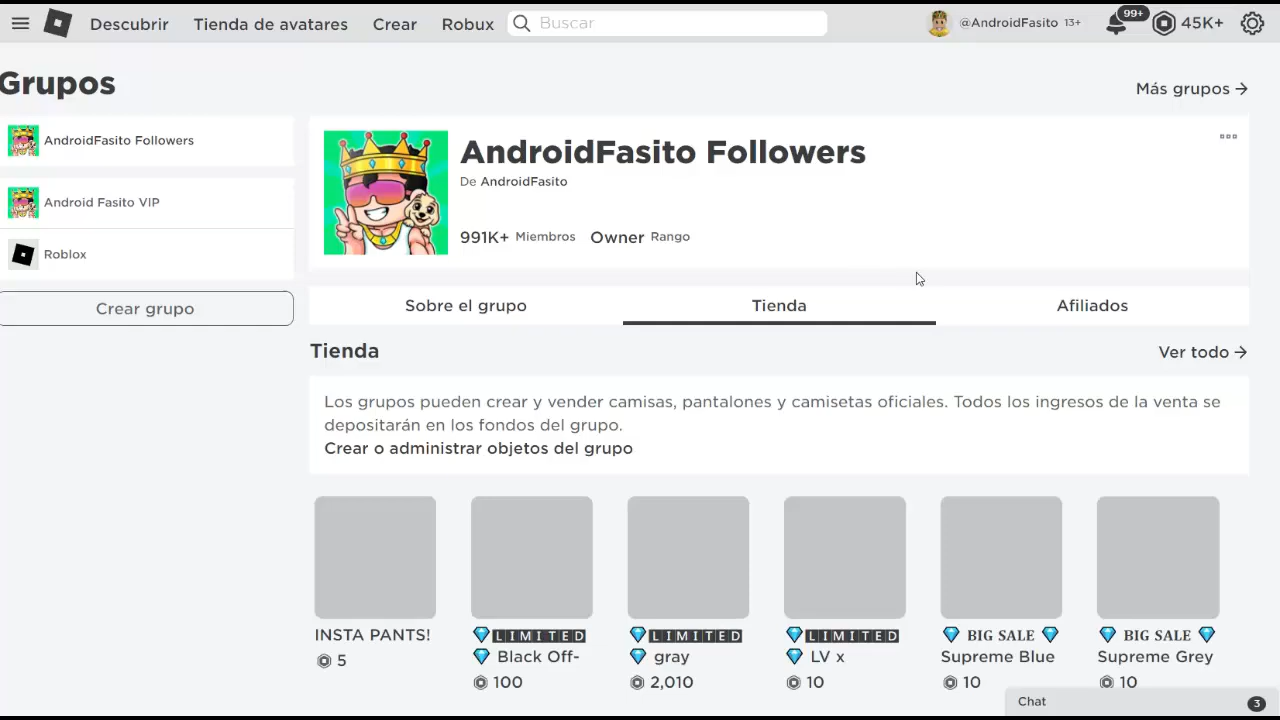 Descubrir Tienda de avatares Crear Robux Buscar @AndroidFasito 13+ 99+ 45K+
Grupos
Más grupos →
AndroidFasito Followers
Android Fasito VIP
Roblox
Crear grupo
AndroidFasito Followers
De AndroidFasito
991K+ Miembros Owner Rango
Sobre el grupo Tienda Afiliados
Tienda
Ver todo →
Los grupos pueden crear y vender camisas, pantalones y camisetas oficiales. Todos los ingresos de la venta se
depositarán en los fondos del grupo.
Crear o administrar objetos del grupo
INSTA PANTS!
5
💎LIMITED
💎 Black Off-
100
💎LIMITED
💎 gray
2,010
💎LIMITED
💎 LV x
10
💎 BIG SALE 💎
Supreme Blue
10
💎 BIG SALE 💎
Supreme Grey
10
Chat 3